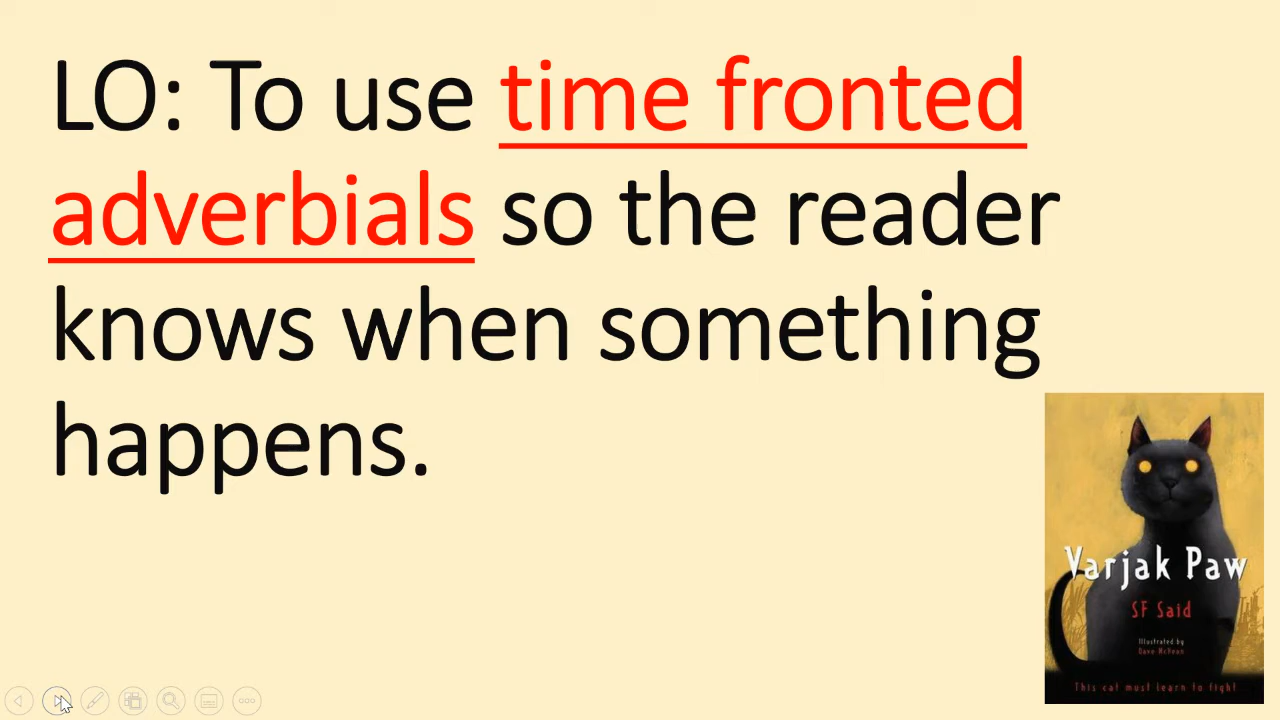 LO: To use time fronted
adverbials so the reader
knows when something
happens.
Varjak Paw
SF Said
Illustrated by
Dave McKean
This cat must learn to fight